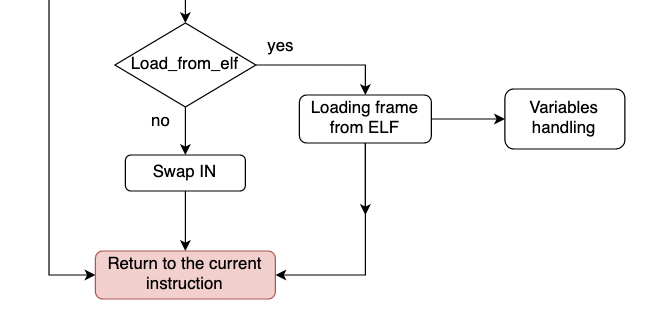 yes
Load_from_elf
Loading frame
from ELF
Variables
handling
no
Swap IN
Return to the current
instruction